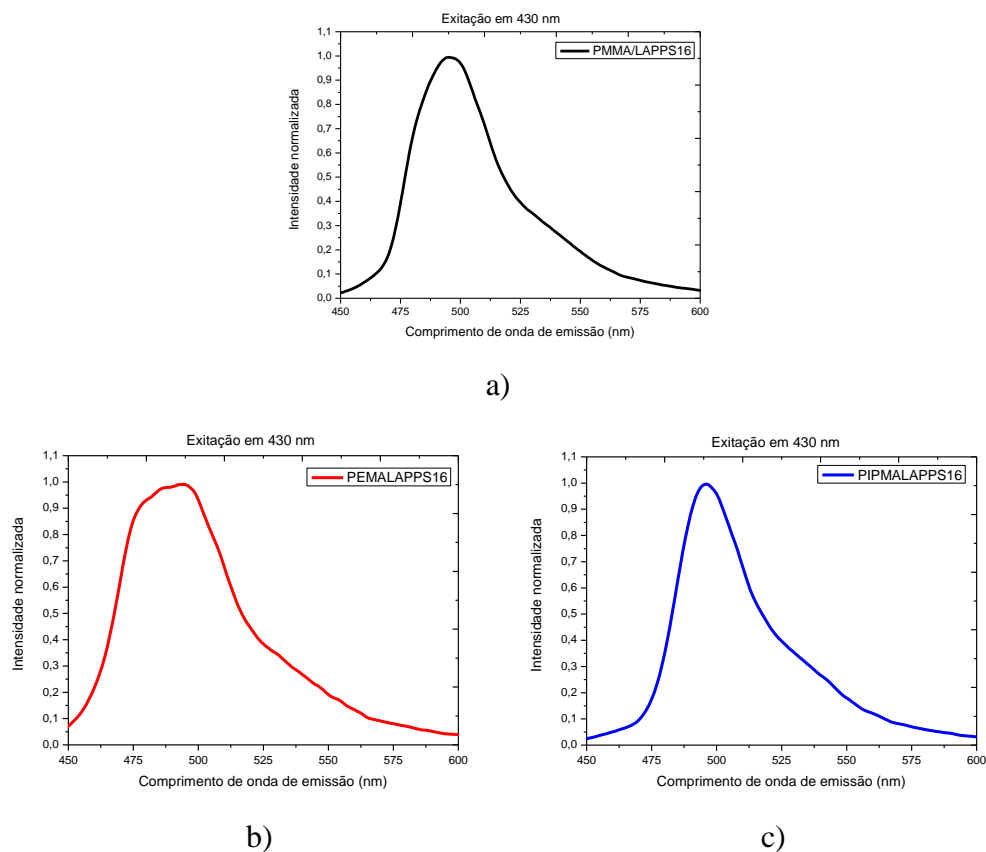 Exitação em 430 nm
PMMA/LAPPS16
Intensidade normalizada
1,1
1,0
0,9
0,8
0,7
0,6
0,5
0,4
0,3
0,2
0,1
0,0
450 475 500 525 550 575 600
Comprimento de onda de emissão (nm)
a)
Exitação em 430 nm
PEMALAPPS16
Intensidade normalizada
1,1
1,0
0,9
0,8
0,7
0,6
0,5
0,4
0,3
0,2
0,1
0,0
450 475 500 525 550 575 600
Comprimento de onda de emissão (nm)
b)
Exitação em 430 nm
PIPMALAPPS16
Intensidade normalizada
1,1
1,0
0,9
0,8
0,7
0,6
0,5
0,4
0,3
0,2
0,1
0,0
450 475 500 525 550 575 600
Comprimento de onda de emissão (nm)
c)